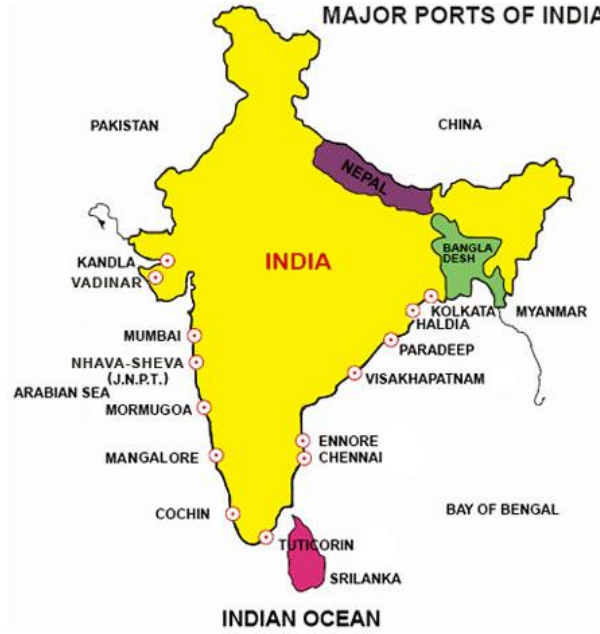 MAJOR PORTS OF INDIA
PAKISTAN
CHINA
NEPAL
BANGLA
DESH
INDIA
KANDLA
VADINAR
KOLKATA
MYANMAR
HALDIA
MUMBAI
PARADEEP
NHAVA-SHEVA
(J.N.P.T.)
VISAKHAPATNAM
ARABIAN SEA
MORMUGOA
ENNORE
MANGALORE
CHENNAI
COCHIN
BAY OF BENGAL
TUTICORIN
SRILANKA
INDIAN OCEAN